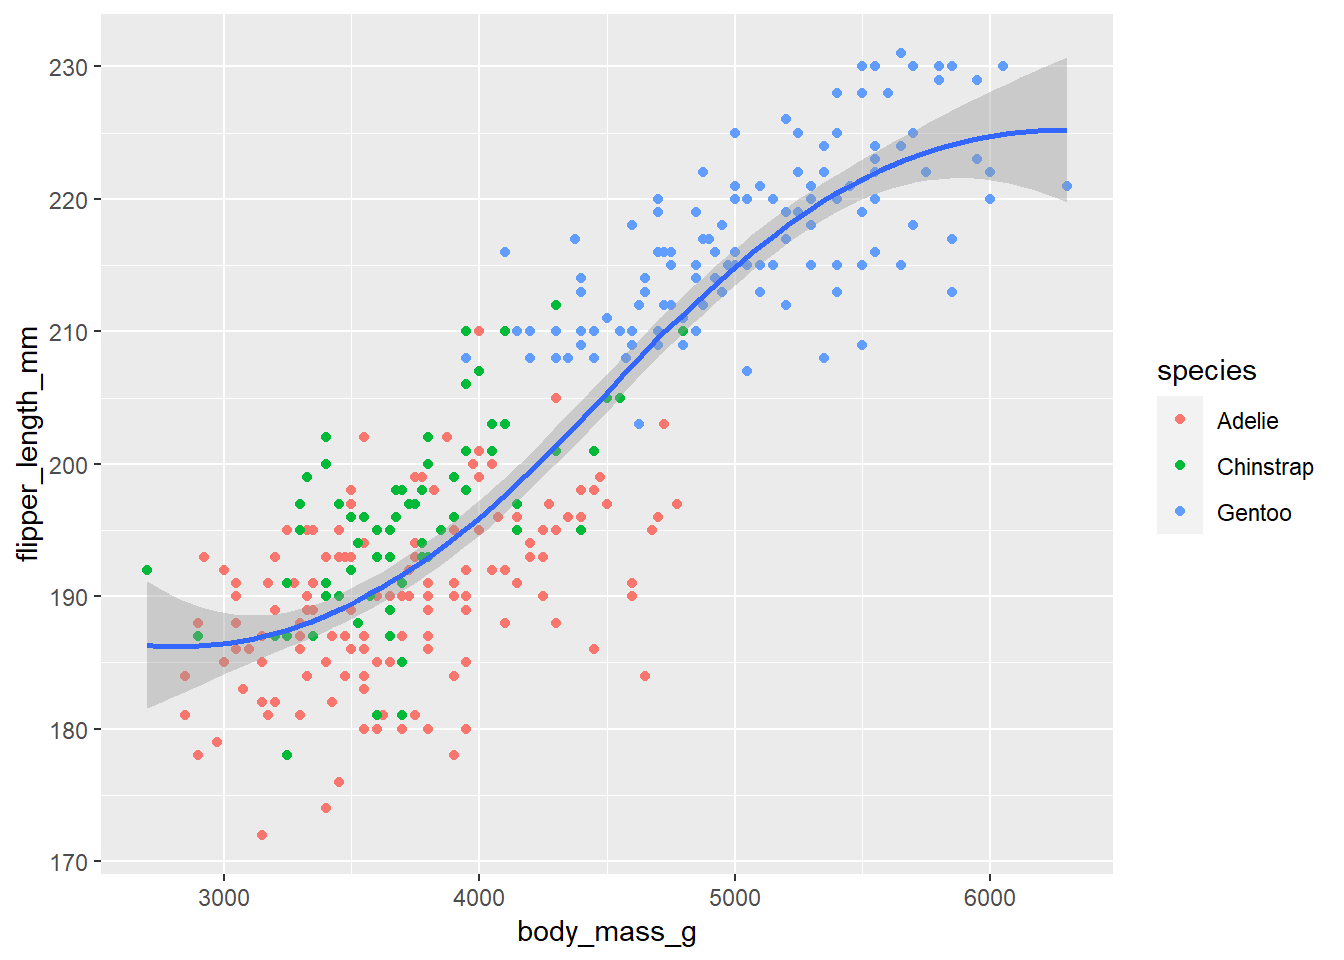 230
220
210
200
190
180
170
flipper_length_mm
3000
4000
5000
6000
body_mass_g
species
Adelie
Chinstrap
Gentoo